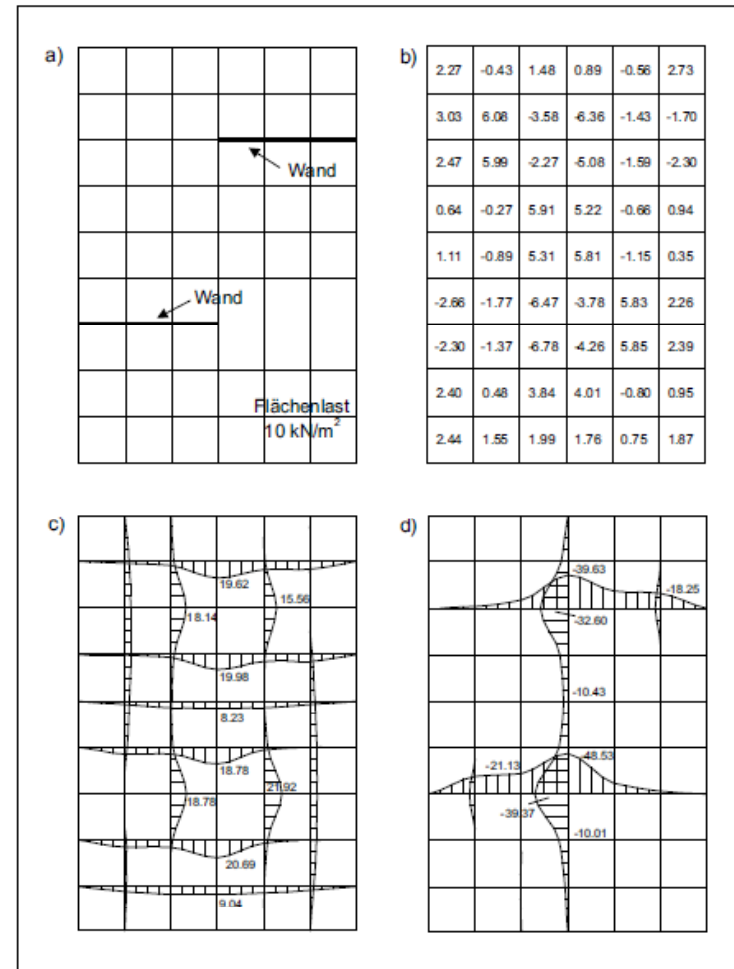 a)
Wand
Wand
Flächenlast
10 kN/m²
b)
2.27 -0.43 1.48 0.89 -0.56 2.73
3.03 6.08 -3.58 -6.36 -1.43 -1.70
2.47 5.99 -2.27 -5.08 -1.59 -2.30
0.64 -0.27 5.91 5.22 -0.66 0.94
1.11 -0.89 5.31 5.81 -1.15 0.35
-2.66 -1.77 -6.47 -3.78 5.83 2.26
-2.30 -1.37 -6.78 -4.26 5.85 2.39
2.40 0.48 3.84 4.01 -0.80 0.95
2.44 1.55 1.99 1.76 0.75 1.87
c)
19.62
15.56
18.14
19.98
8.23
18.78
21.92
18.78
20.69
9.04
d)
-39.63
-18.25
-32.60
-10.43
-48.53
-21.13
-39.37
-10.01